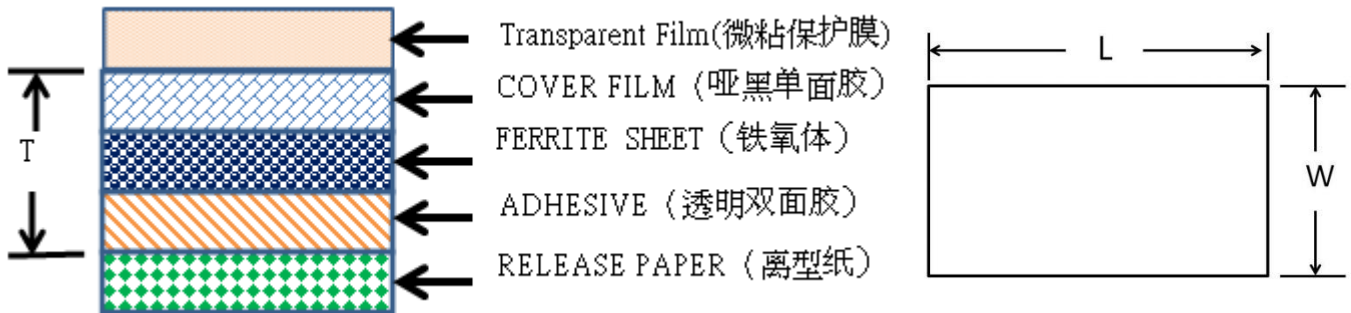 Transparent Film(微粘保护膜)
COVER FILM（哑黑单面胶）
FERRITE SHEET（铁氧体）
ADHESIVE（透明双面胶）
RELEASE PAPER（离型纸）
T
L
W